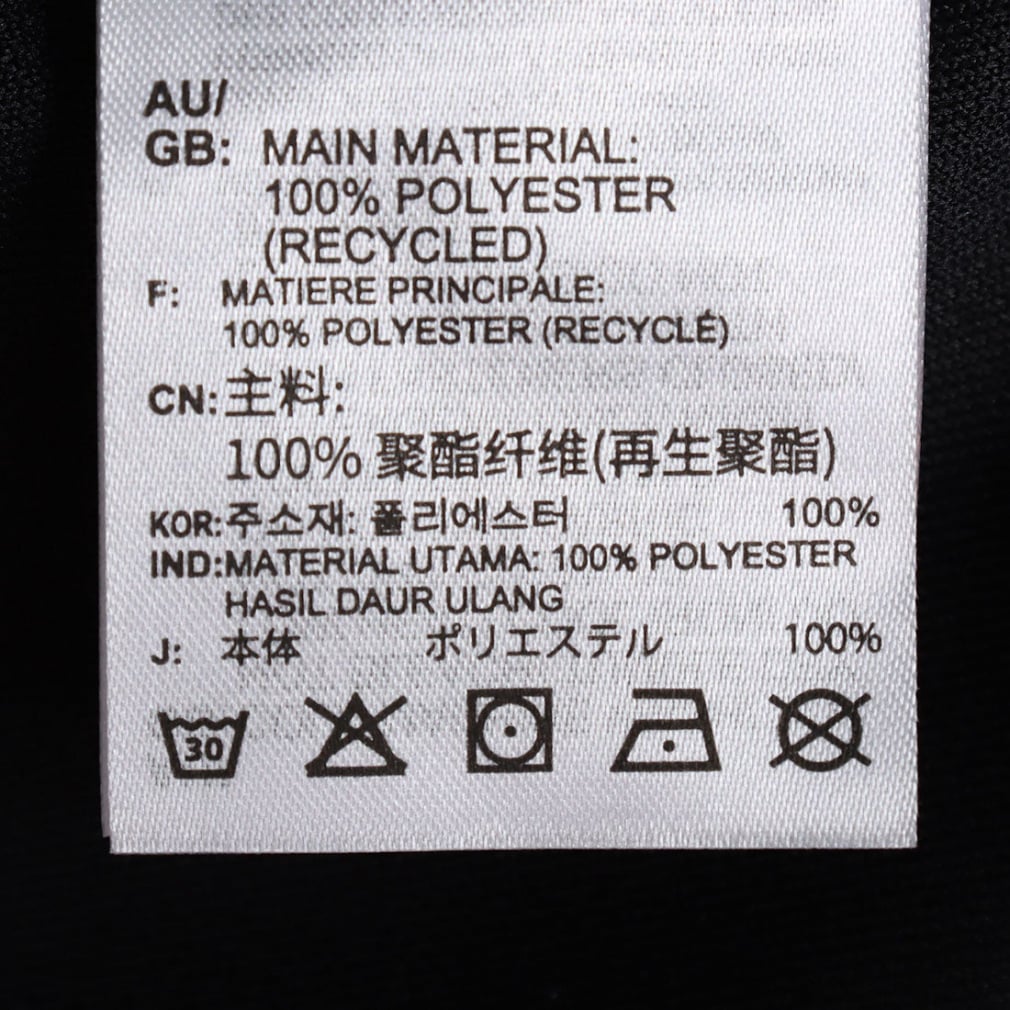 AU/
GB: MAIN MATERIAL:
100% POLYESTER
(RECYCLED)
F: MATIERE PRINCIPALE:
100% POLYESTER (RECYCLÉ)
CN: 主料:
100% 聚酯纤维(再生聚酯)
KOR: 주소재: 폴리에스터 100%
IND: MATERIAL UTAMA: 100% POLYESTER
HASIL DAUR ULANG
J: 本体 ポリエステル 100%
30